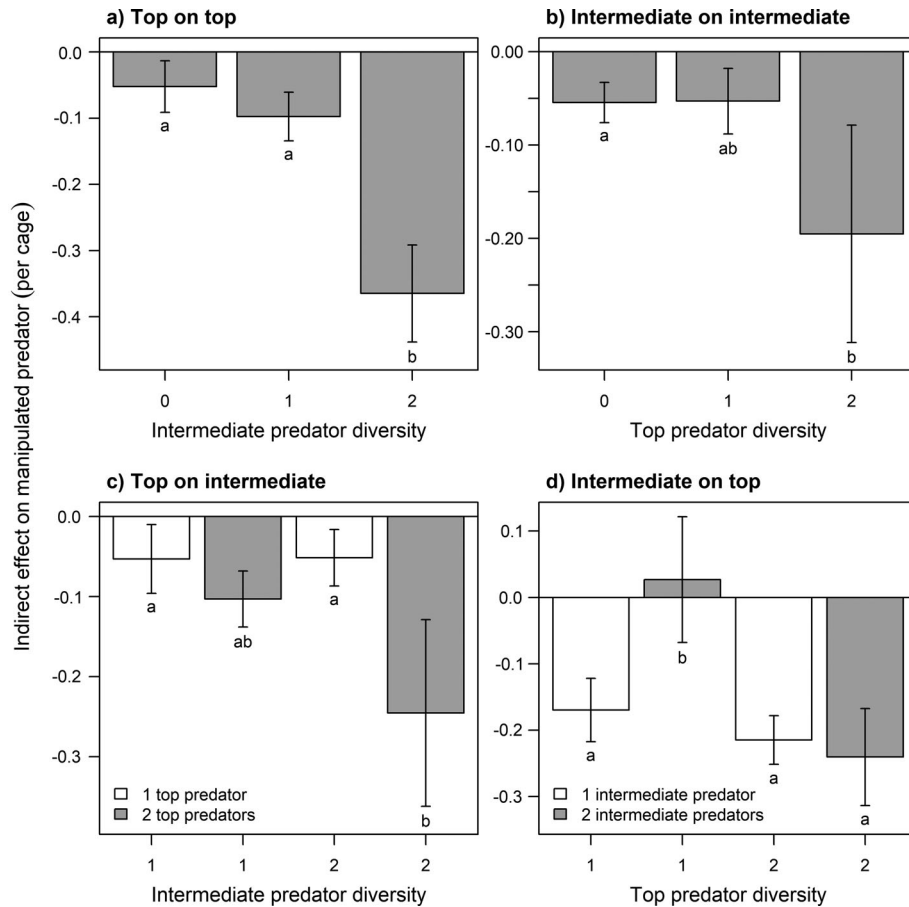 a) Top on top
0.0
-0.1
-0.2
-0.3
-0.4
a
a
b
0 1 2
Intermediate predator diversity
b) Intermediate on intermediate
0.00
-0.10
-0.20
-0.30
a
ab
b
0 1 2
Top predator diversity
Indirect effect on manipulated predator (per cage)
c) Top on intermediate
0.0
-0.1
-0.2
-0.3
a
ab
a
b
1 top predator
2 top predators
1 1 2 2
Intermediate predator diversity
d) Intermediate on top
0.1
0.0
-0.1
-0.2
-0.3
a
b
a
a
1 intermediate predator
2 intermediate predators
1 1 2 2
Top predator diversity